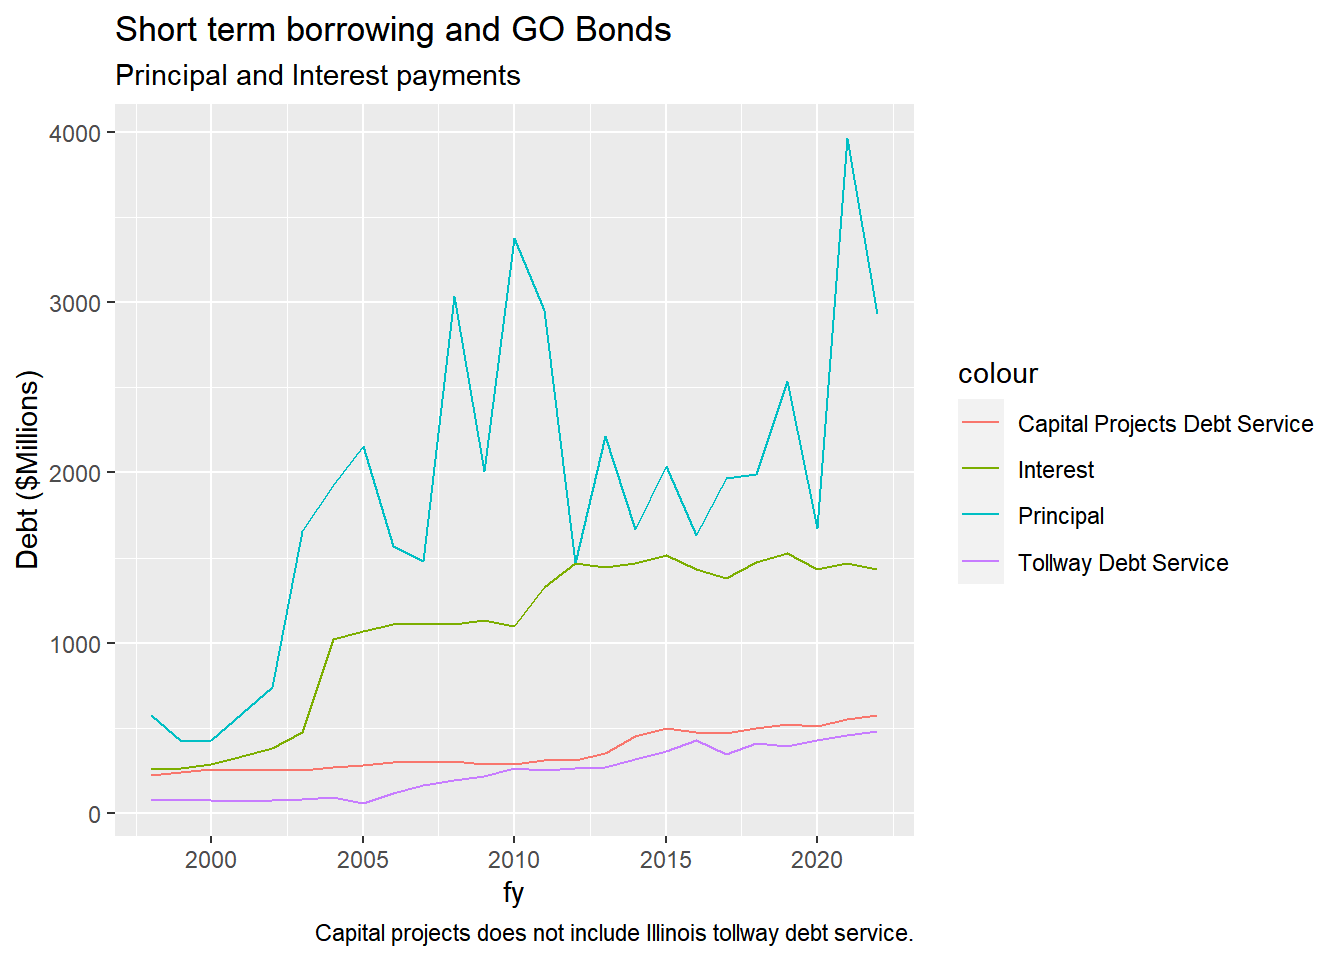 Short term borrowing and GO Bonds
Principal and Interest payments
4000
3000
2000
1000
0
Debt ($Millions)
2000
2005
2010
2015
2020
fy
colour
Capital Projects Debt Service
Interest
Principal
Tollway Debt Service
Capital projects does not include Illinois tollway debt service.